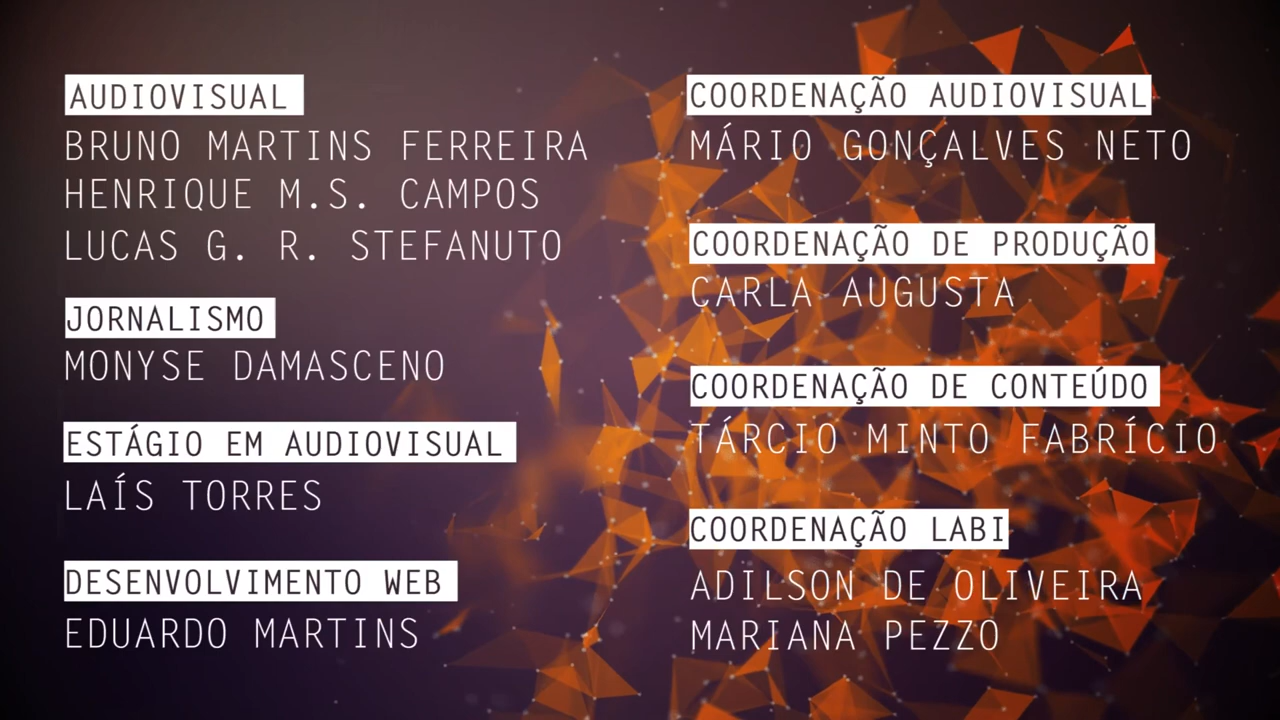 AUDIOVISUAL
BRUNO MARTINS FERREIRA
HENRIQUE M.S. CAMPOS
LUCAS G. R. STEFANUTO
JORNALISMO
MONYSE DAMASCENO
ESTÁGIO EM AUDIOVISUAL
LAÍS TORRES
DESENVOLVIMENTO WEB
EDUARDO MARTINS
COORDENAÇÃO AUDIOVISUAL
MÁRIO GONÇALVES NETO
COORDENAÇÃO DE PRODUÇÃO
CARLA AUGUSTA
COORDENAÇÃO DE CONTEÚDO
TÁRCIO MINTO FABRÍCIO
COORDENAÇÃO LABI
ADILSON DE OLIVEIRA
MARIANA PEZZO